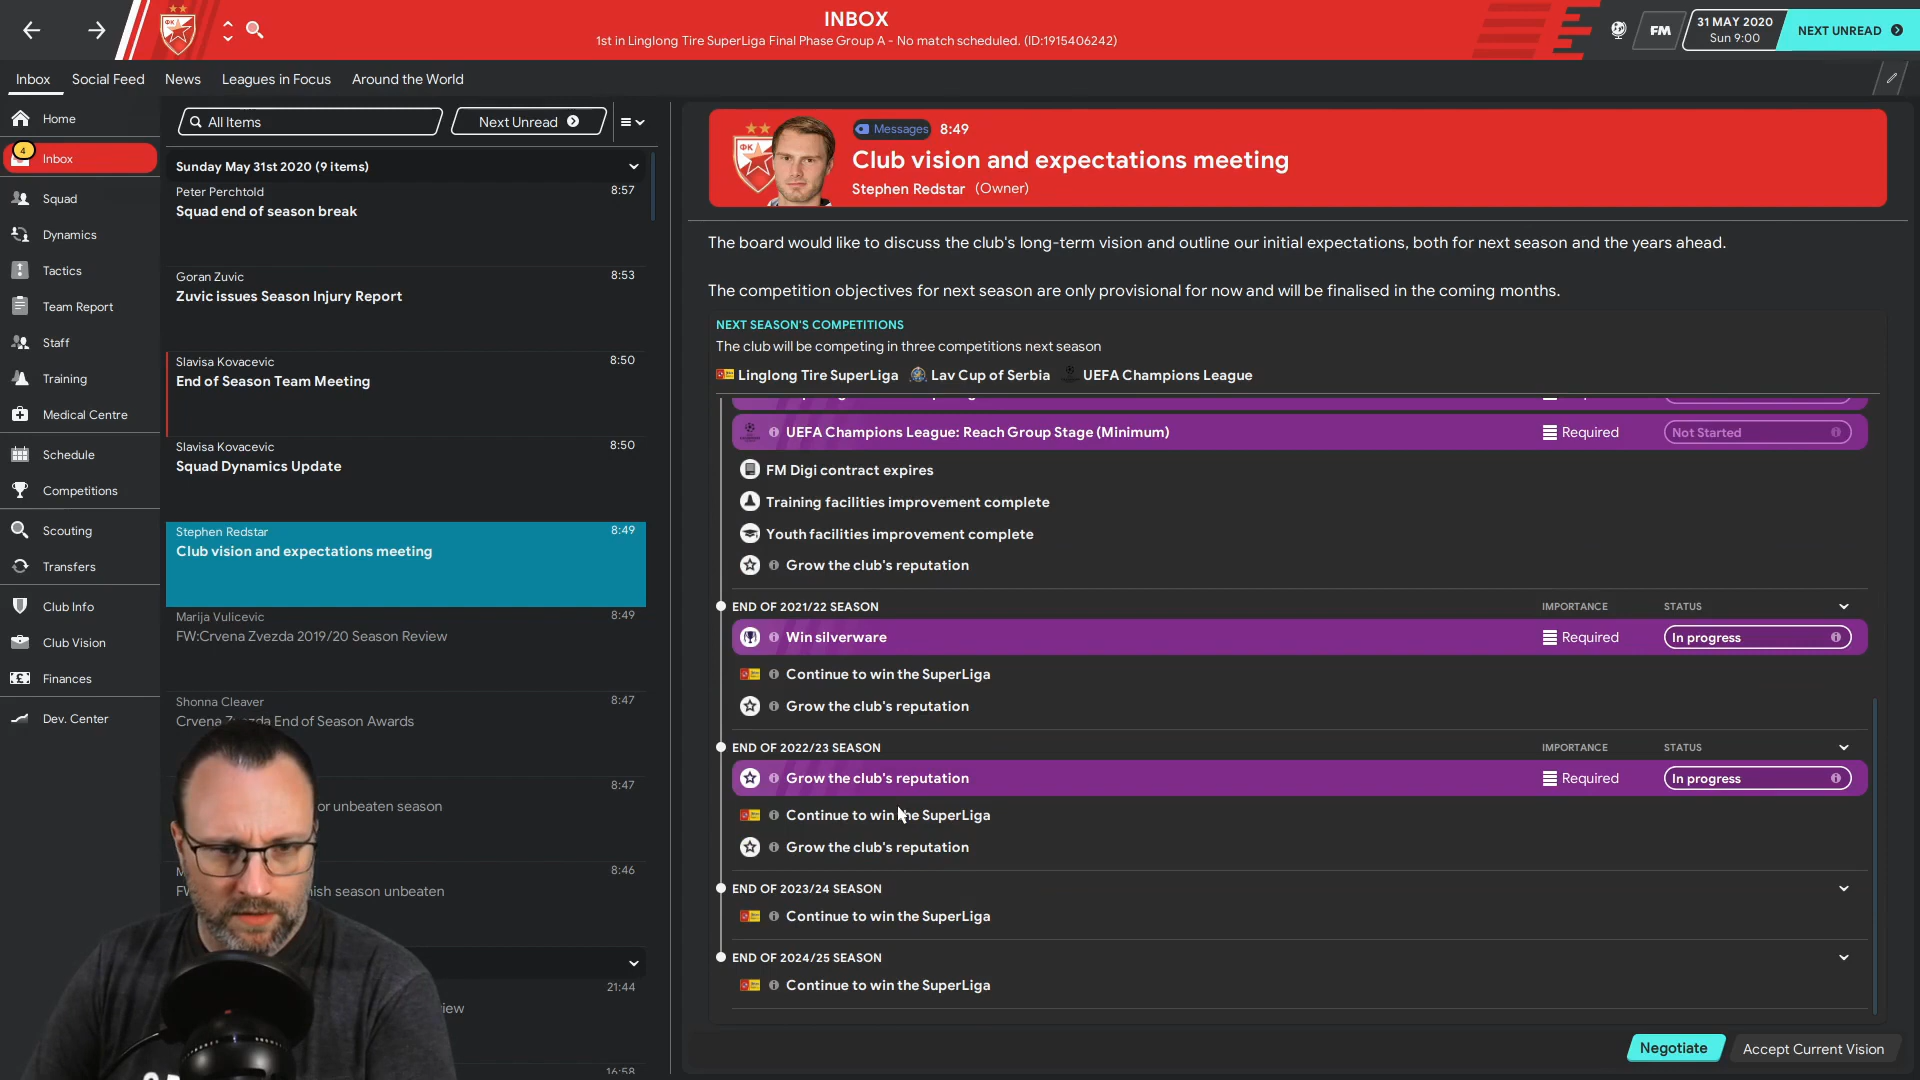 INBOX
1st in Linglong Tire SuperLiga Final Phase Group A - No match scheduled. (ID:1915406242)
FM
31 MAY 2020
Sun 9:00
NEXT UNREAD
Inbox
Social Feed
News
Leagues in Focus
Around the World
Home
4
Inbox
Squad
Dynamics
Tactics
Team Report
Staff
Training
Medical Centre
Schedule
Competitions
Scouting
Transfers
Club Info
Club Vision
Finances
Dev. Center
All Items
Next Unread
Sunday May 31st 2020 (9 items)
Peter Perchtold 8:57
Squad end of season break
Goran Zuvic 8:53
Zuvic issues Season Injury Report
Slavisa Kovacevic 8:50
End of Season Team Meeting
Slavisa Kovacevic 8:50
Squad Dynamics Update
Stephen Redstar 8:49
Club vision and expectations meeting
Marija Vulicevic 8:49
FW:Crvena Zvezda 2019/20 Season Review
Shonna Cleaver 8:47
Crvena Zvezda End of Season Awards
8:47
or unbeaten season
8:46
season unbeaten
21:44
16:58
ФК
Messages 8:49
Club vision and expectations meeting
Stephen Redstar (Owner)
The board would like to discuss the club's long-term vision and outline our initial expectations, both for next season and the years ahead.
The competition objectives for next season are only provisional for now and will be finalised in the coming months.
NEXT SEASON'S COMPETITIONS
The club will be competing in three competitions next season
Linglong Tire SuperLiga Lav Cup of Serbia UEFA Champions League
UEFA Champions League: Reach Group Stage (Minimum) Required Not Started
FM Digi contract expires
Training facilities improvement complete
Youth facilities improvement complete
Grow the club's reputation
END OF 2021/22 SEASON IMPORTANCE STATUS
Win silverware Required In progress
Continue to win the SuperLiga
Grow the club's reputation
END OF 2022/23 SEASON IMPORTANCE STATUS
Grow the club's reputation Required In progress
Continue to win the SuperLiga
Grow the club's reputation
END OF 2023/24 SEASON
Continue to win the SuperLiga
END OF 2024/25 SEASON
Continue to win the SuperLiga
Negotiate
Accept Current Vision